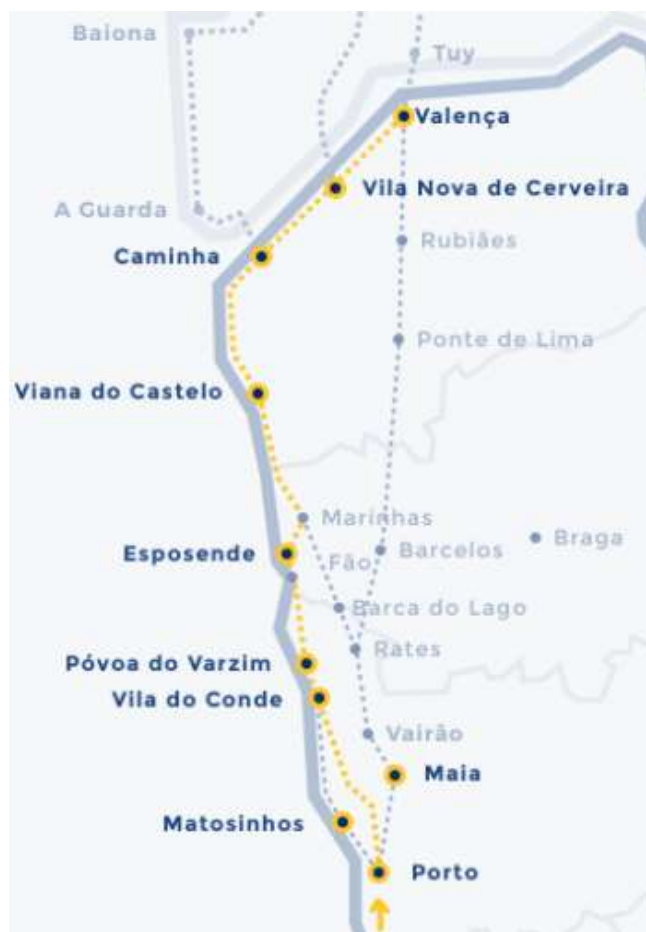 Baiona
Tuy
Valença
Vila Nova de Cerveira
A Guarda
Rubiães
Caminha
Ponte de Lima
Viana do Castelo
Marinhas
Braga
Esposende
Barcelos
Fão
Barca do Lago
Rates
Póvoa do Varzim
Vila do Conde
Vairão
Maia
Matosinhos
Porto